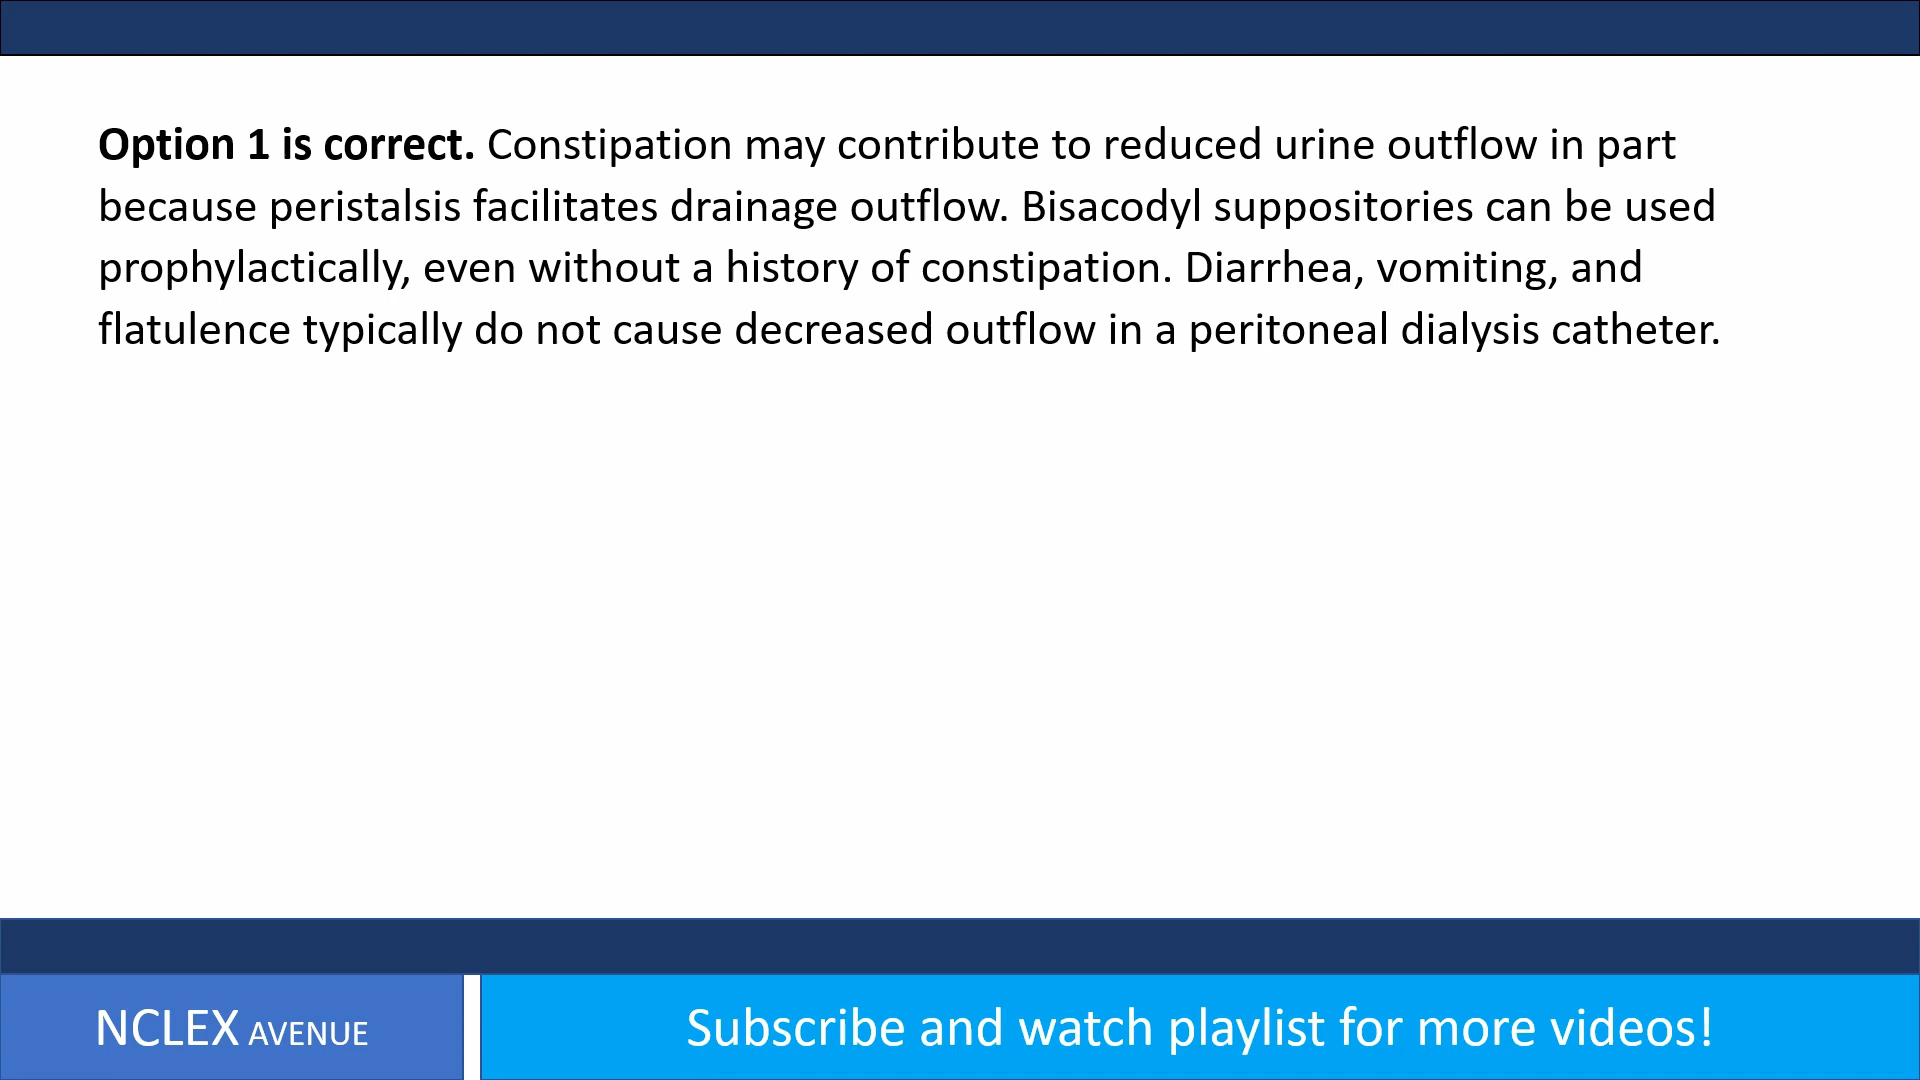 Option 1 is correct. Constipation may contribute to reduced urine outflow in part
because peristalsis facilitates drainage outflow. Bisacodyl suppositories can be used
prophylactically, even without a history of constipation. Diarrhea, vomiting, and
flatulence typically do not cause decreased outflow in a peritoneal dialysis catheter.
NCLEX AVENUE
Subscribe and watch playlist for more videos!